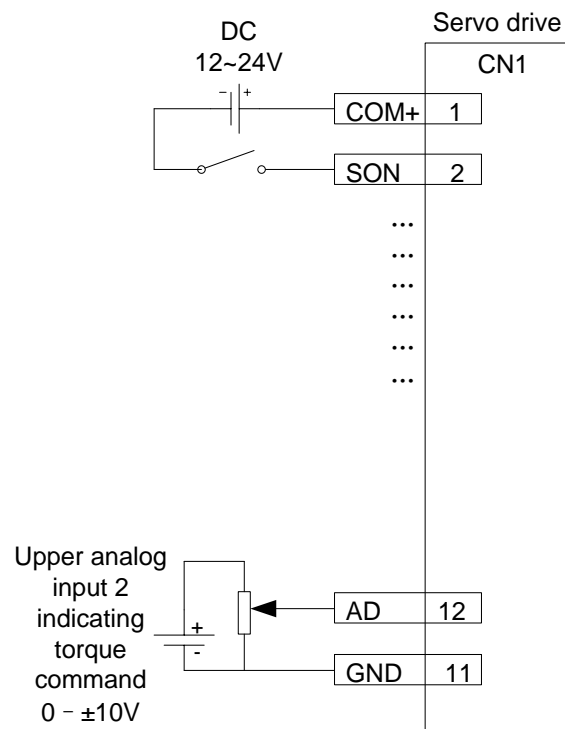 Servo drive
DC
12~24V
CN1
− +
COM+ 1
SON 2
...
...
...
...
...
...
Upper analog
input 2
indicating
torque
command
0 − ±10V
+
-
AD 12
GND 11